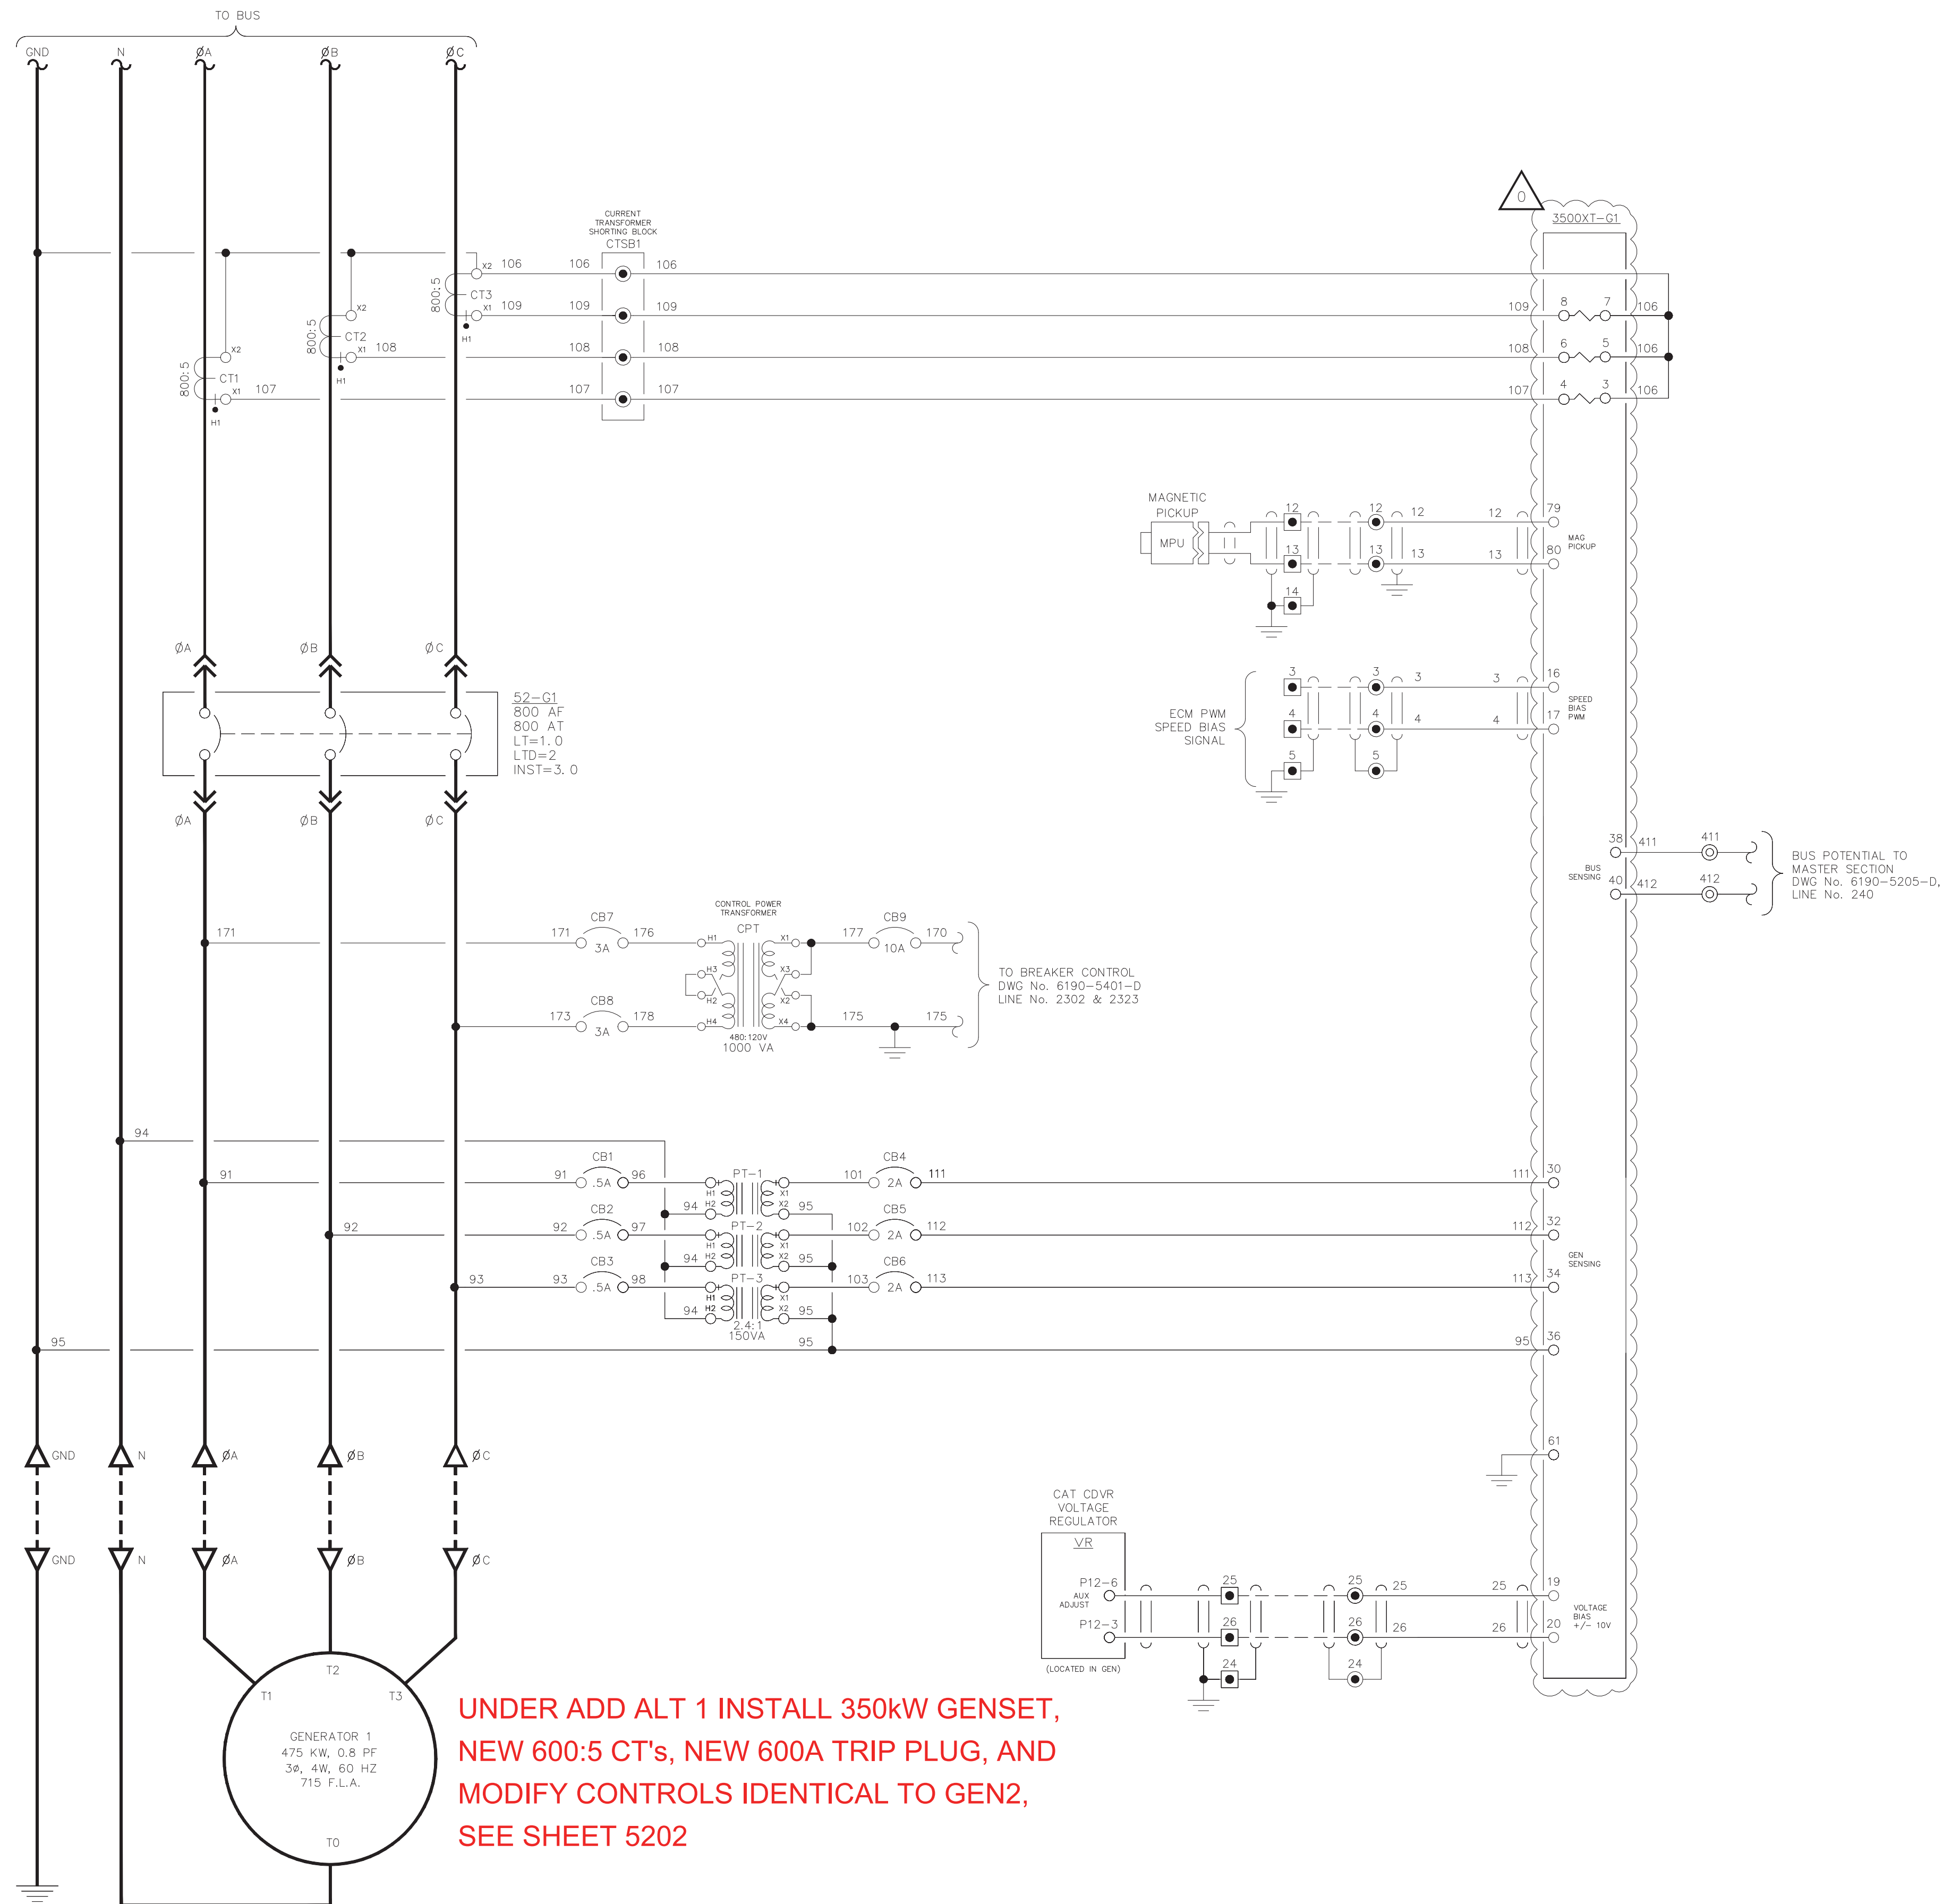 TO BUS
GND N ØA ØB ØC
0
3500XT-G1
CURRENT
TRANSFORMER
SHORTING BLOCK
CTSB1
X2 106 106 106
800:5 CT3
X1 109 109 109 109 8 7 106
H1
X2
800:5 CT2
X1 108 108 108 108 6 5 106
H1
X2
800:5 CT1
X1 107 107 107 107 4 3 106
H1
MAGNETIC
PICKUP
MPU
12 12 12 12 79
13 13 13 13 80
MAG
PICKUP
14
ØA ØB ØC
52-G1
800 AF
800 AT
LT=1.0
LTD=2
INST=3.0
ØA ØB ØC
ECM PWM
SPEED BIAS
SIGNAL
3 3 3 3 16
SPEED
BIAS
PWM
4 4 4 4 17
5 5
38 411 411
BUS
SENSING
40 412 412
BUS POTENTIAL TO
MASTER SECTION
DWG No. 6190-5205-D,
LINE No. 240
CONTROL POWER
TRANSFORMER
CPT
171 171 CB7 3A 176 H1 X1 177 CB9 10A 170
H3 X3
H2 X2
173 CB8 3A 178 H4 X4 175 175
480:120V
1000 VA
TO BREAKER CONTROL
DWG No. 6190-5401-D
LINE No. 2302 & 2323
94
91 91 CB1 .5A 96 PT-1 101 CB4 2A 111 111 30
H1 X1
94 H2 X2 95
92 92 CB2 .5A 97 PT-2 102 CB5 2A 112 112 32
H1 X1
94 H2 X2 95
GEN
SENSING
93 93 CB3 .5A 98 PT-3 103 CB6 2A 113 113 34
H1 X1
94 H2 X2 95
2.4:1
150VA
95 95 95 36
61
GND N ØA ØB ØC
GND N ØA ØB ØC
CAT CDVR
VOLTAGE
REGULATOR
VR
P12-6 25 25 25 25 19
AUX
ADJUST
VOLTAGE
BIAS
+/- 10V
P12-3 26 26 26 26 20
(LOCATED IN GEN)
24 24
T1 T2 T3
GENERATOR 1
475 KW, 0.8 PF
3ø, 4W, 60 HZ
715 F.L.A.
T0
UNDER ADD ALT 1 INSTALL 350kW GENSET,
NEW 600:5 CT's, NEW 600A TRIP PLUG, AND
MODIFY CONTROLS IDENTICAL TO GEN2,
SEE SHEET 5202